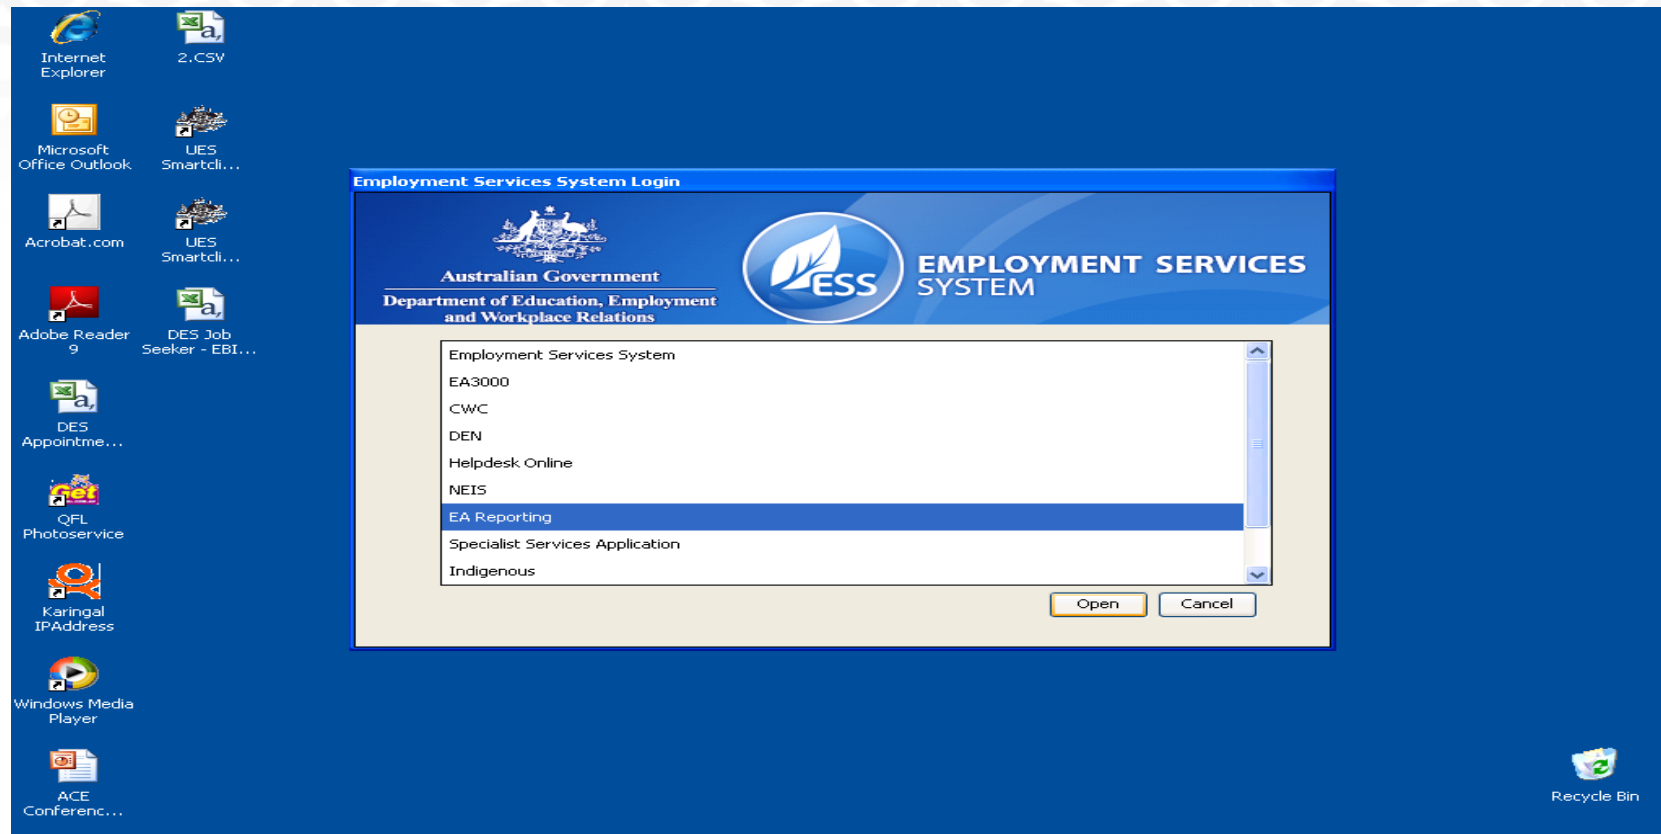 Internet
Explorer
2.CSV
Microsoft
Office Outlook
UES
Smartcli...
Acrobat.com
UES
Smartcli...
Adobe Reader
9
DES Job
Seeker - EBI...
DES
Appointme...
Get
QFL
Photoservice
Karingal
IPAddress
Windows Media
Player
ACE
Conferenc...
Employment Services System Login
Australian Government
Department of Education, Employment
and Workplace Relations
ESS
EMPLOYMENT SERVICES
SYSTEM
Employment Services System
EA3000
CWC
DEN
Helpdesk Online
NEIS
EA Reporting
Specialist Services Application
Indigenous
Open
Cancel
Recycle Bin